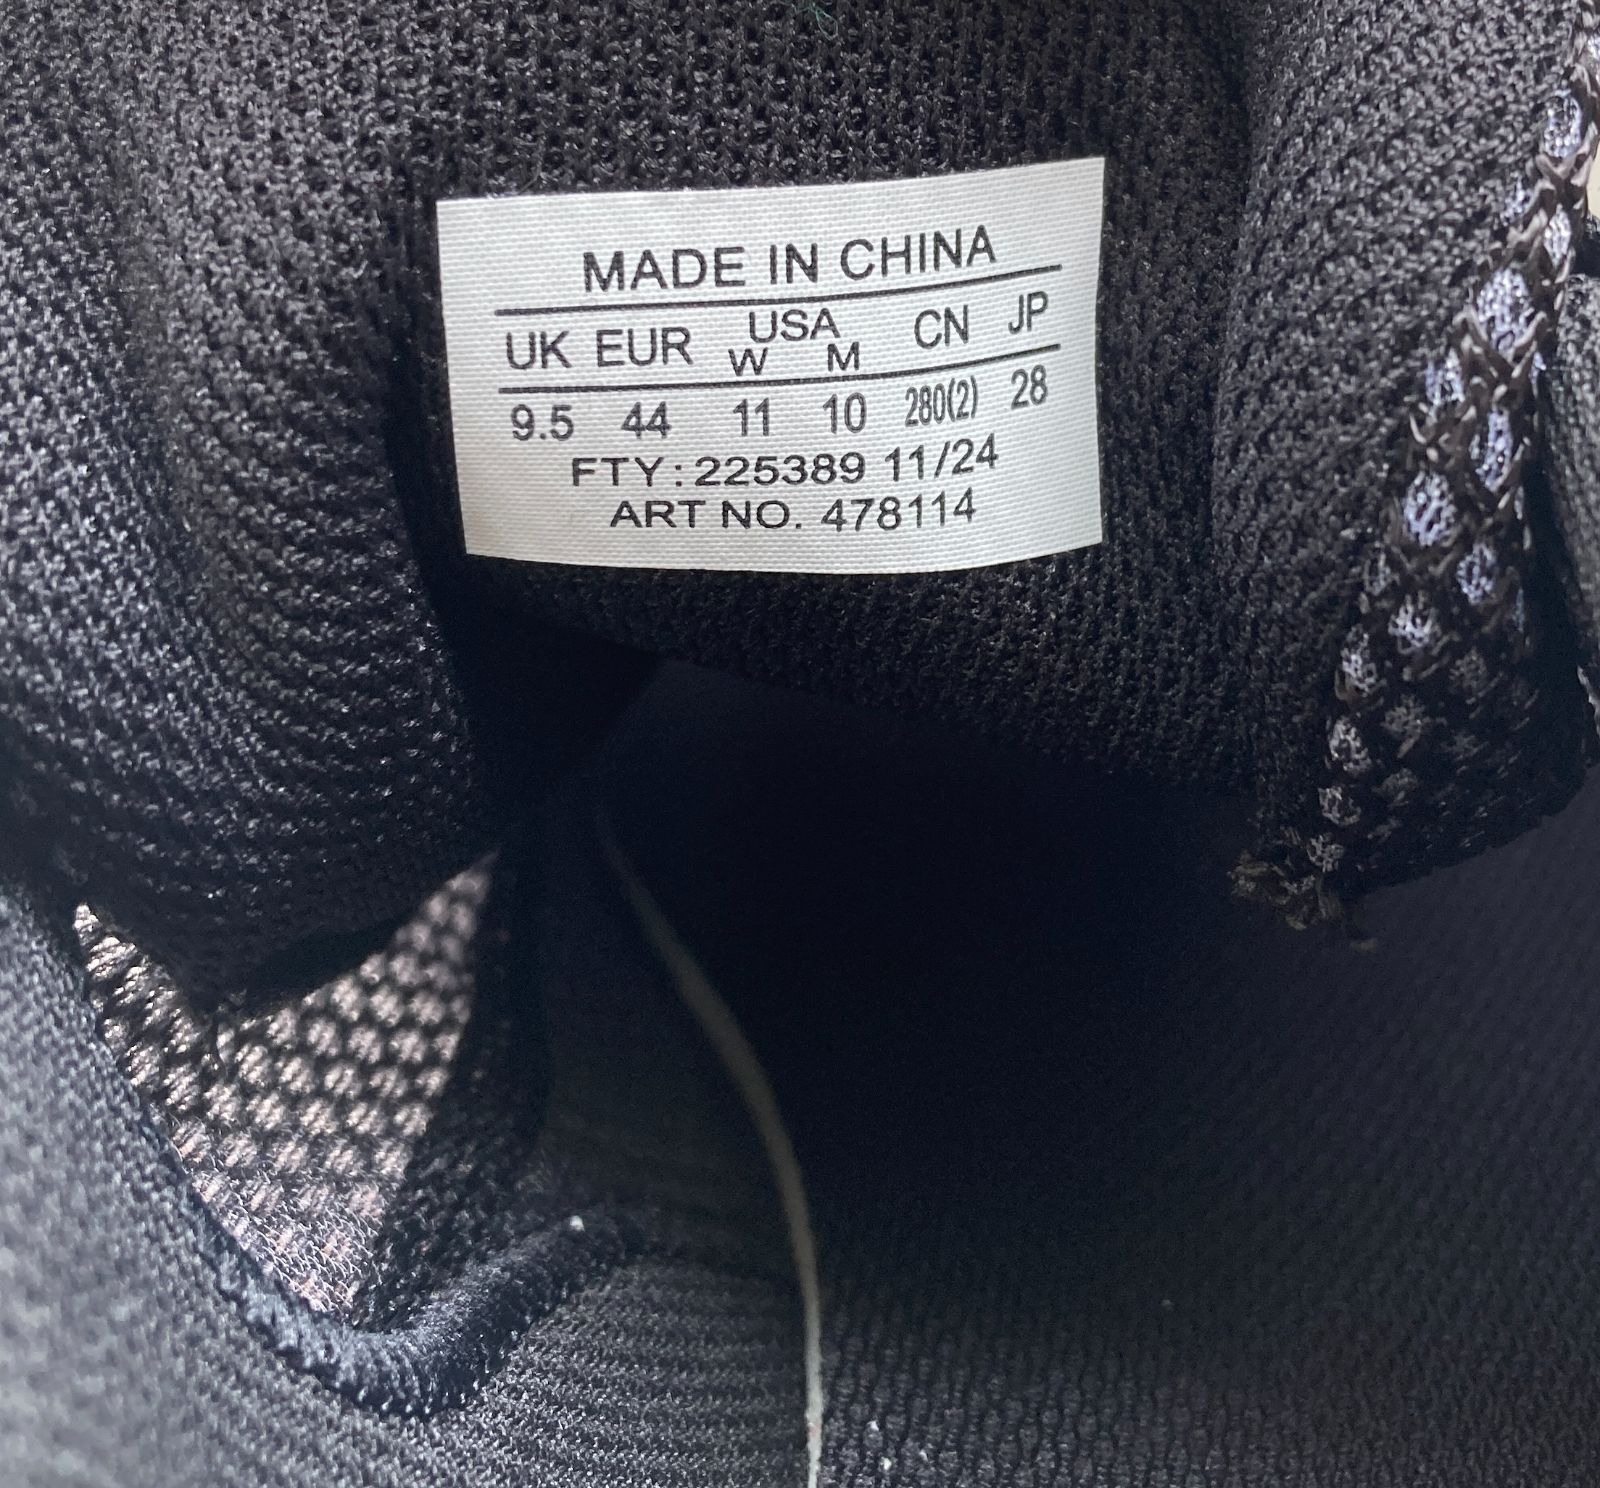 MADE IN CHINA
UK EUR USA CN JP
W M
9.5 44 11 10 280(2) 28
FTY: 225389 11/24
ART NO. 478114